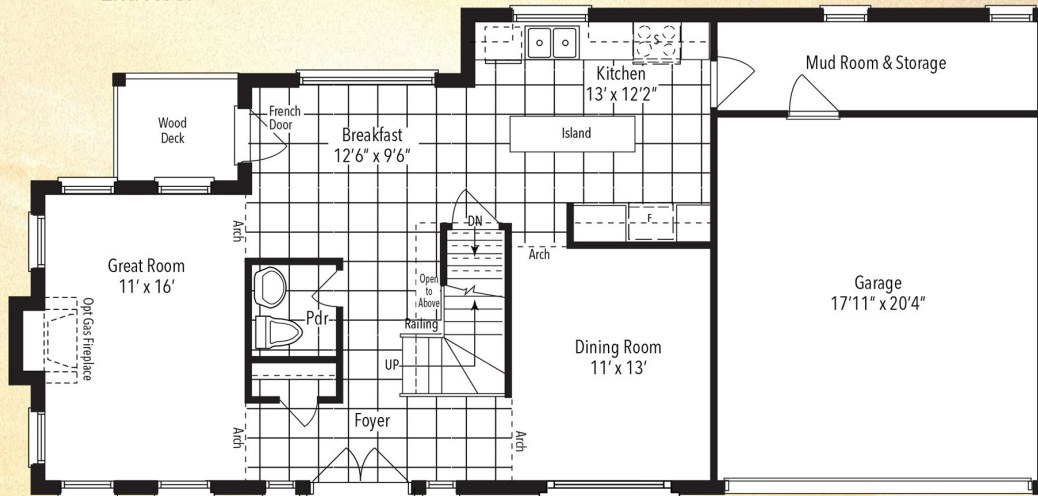 Mud Room & Storage
Kitchen
13' x 12'2"
S
Wood
Deck
French
Door
Breakfast
12'6" x 9'6"
Island
DN
F
Arch
Arch
Great Room
11' x 16'
Opt Gas Fireplace
Open
to
Above
Pdr
Railing
UP
Garage
17'11" x 20'4"
Dining Room
11' x 13'
Foyer
Arch
Arch